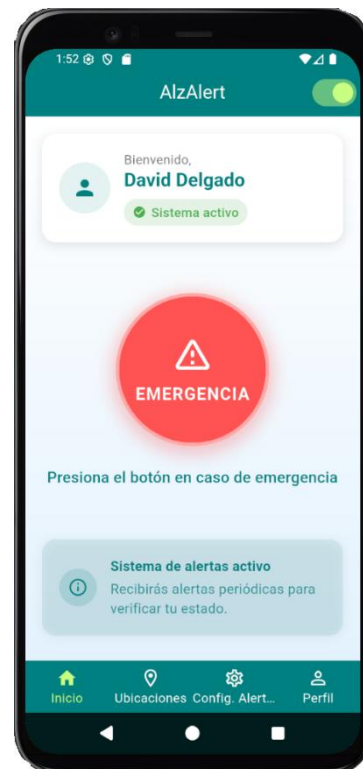 1:52
AlzAlert
Bienvenido,
David Delgado
Sistema activo
EMERGENCIA
Presiona el botón en caso de emergencia
Sistema de alertas activo
Recibirás alertas periódicas para
verificar tu estado.
Inicio Ubicaciones Config. Alert... Perfil